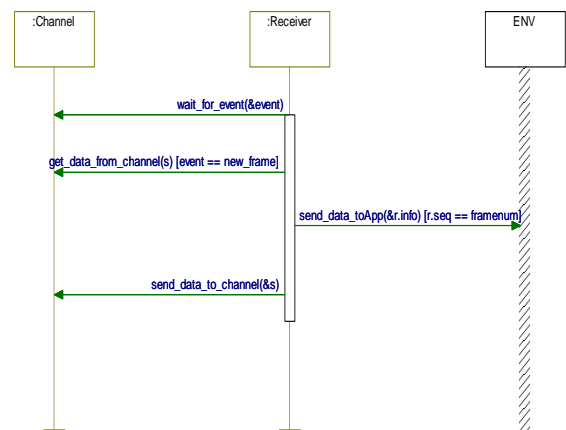 :Channel
:Receiver
ENV
wait_for_event(&event)
get_data_from_channel(s) [event == new_frame]
send_data_toApp(&r.info) [r.seq == framenum]
send_data_to_channel(&s)